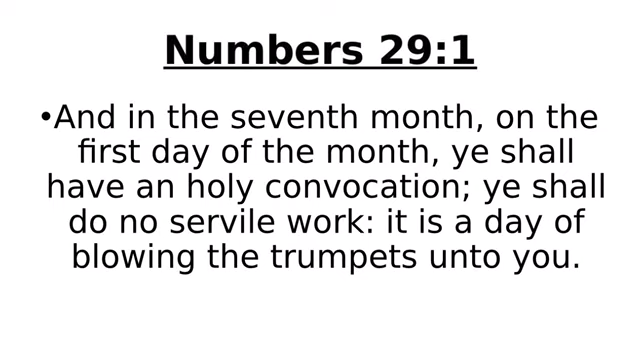 Numbers 29:1
•And in the seventh month, on the
first day of the month, ye shall
have an holy convocation; ye shall
do no servile work: it is a day of
blowing the trumpets unto you.